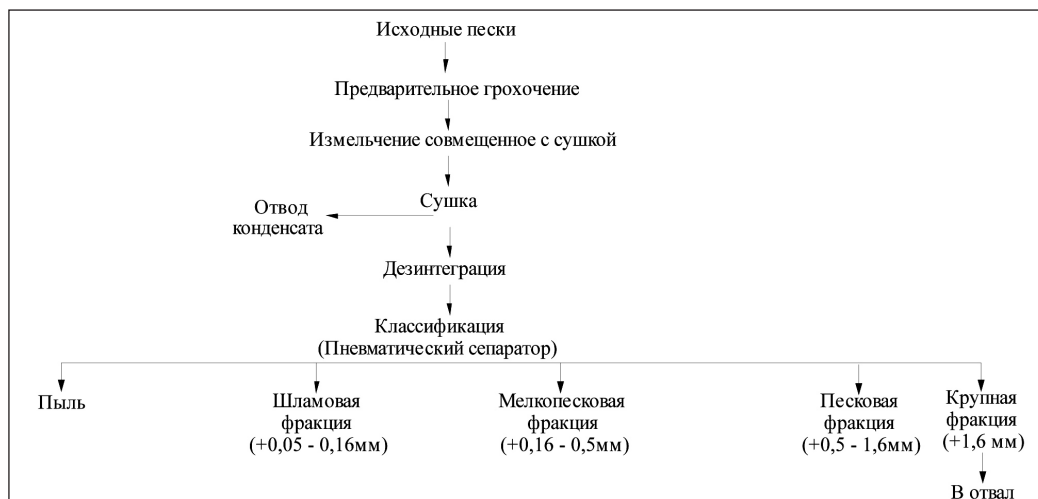 Исходные пески
Предварительное грохочение
Измельчение совмещенное с сушкой
Сушка
Отвод
конденсата
Дезинтеграция
Классификация
(Пневматический сепаратор)
Пыль
Шламовая
фракция
(+0,05 - 0,16мм)
Мелкопесковая
фракция
(+0,16 - 0,5мм)
Песковая
фракция
(+0,5 - 1,6мм)
Крупная
фракция
(+1,6 мм)
В отвал